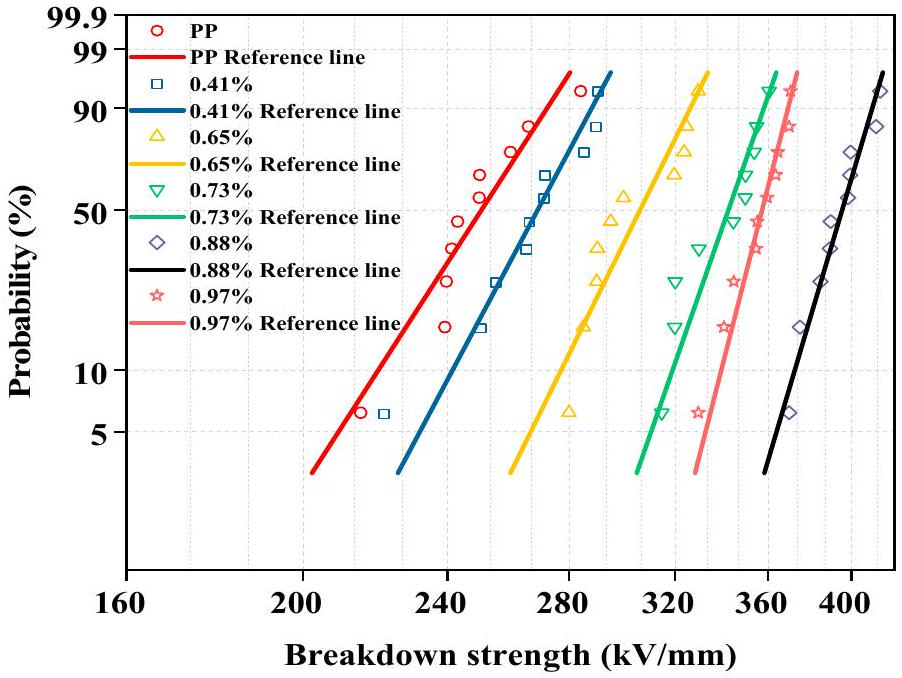 99.9
99
90
50
10
5
Probability (%)
PP
PP Reference line
0.41%
0.41% Reference line
0.65%
0.65% Reference line
0.73%
0.73% Reference line
0.88%
0.88% Reference line
0.97%
0.97% Reference line
160 200 240 280 320 360 400
Breakdown strength (kV/mm)